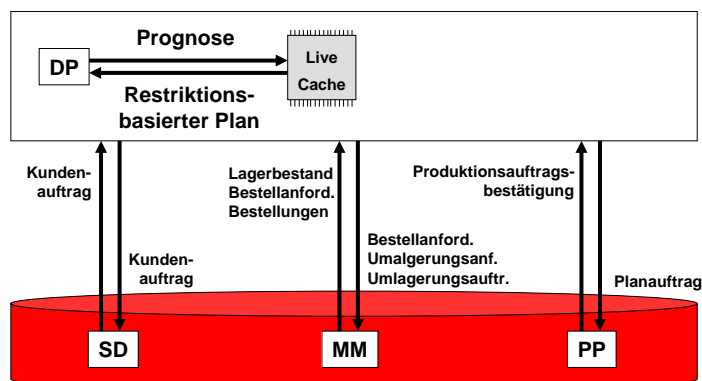 Prognose
DP
Live
Cache
Restriktions-
basierter Plan
Kunden-
auftrag
Lagerbestand
Bestellanford.
Bestellungen
Produktionsauftrags-
bestätigung
Kunden-
auftrag
Bestellanford.
Umalgerungsanf.
Umlagerungsauftr.
Planauftrag
SD
MM
PP